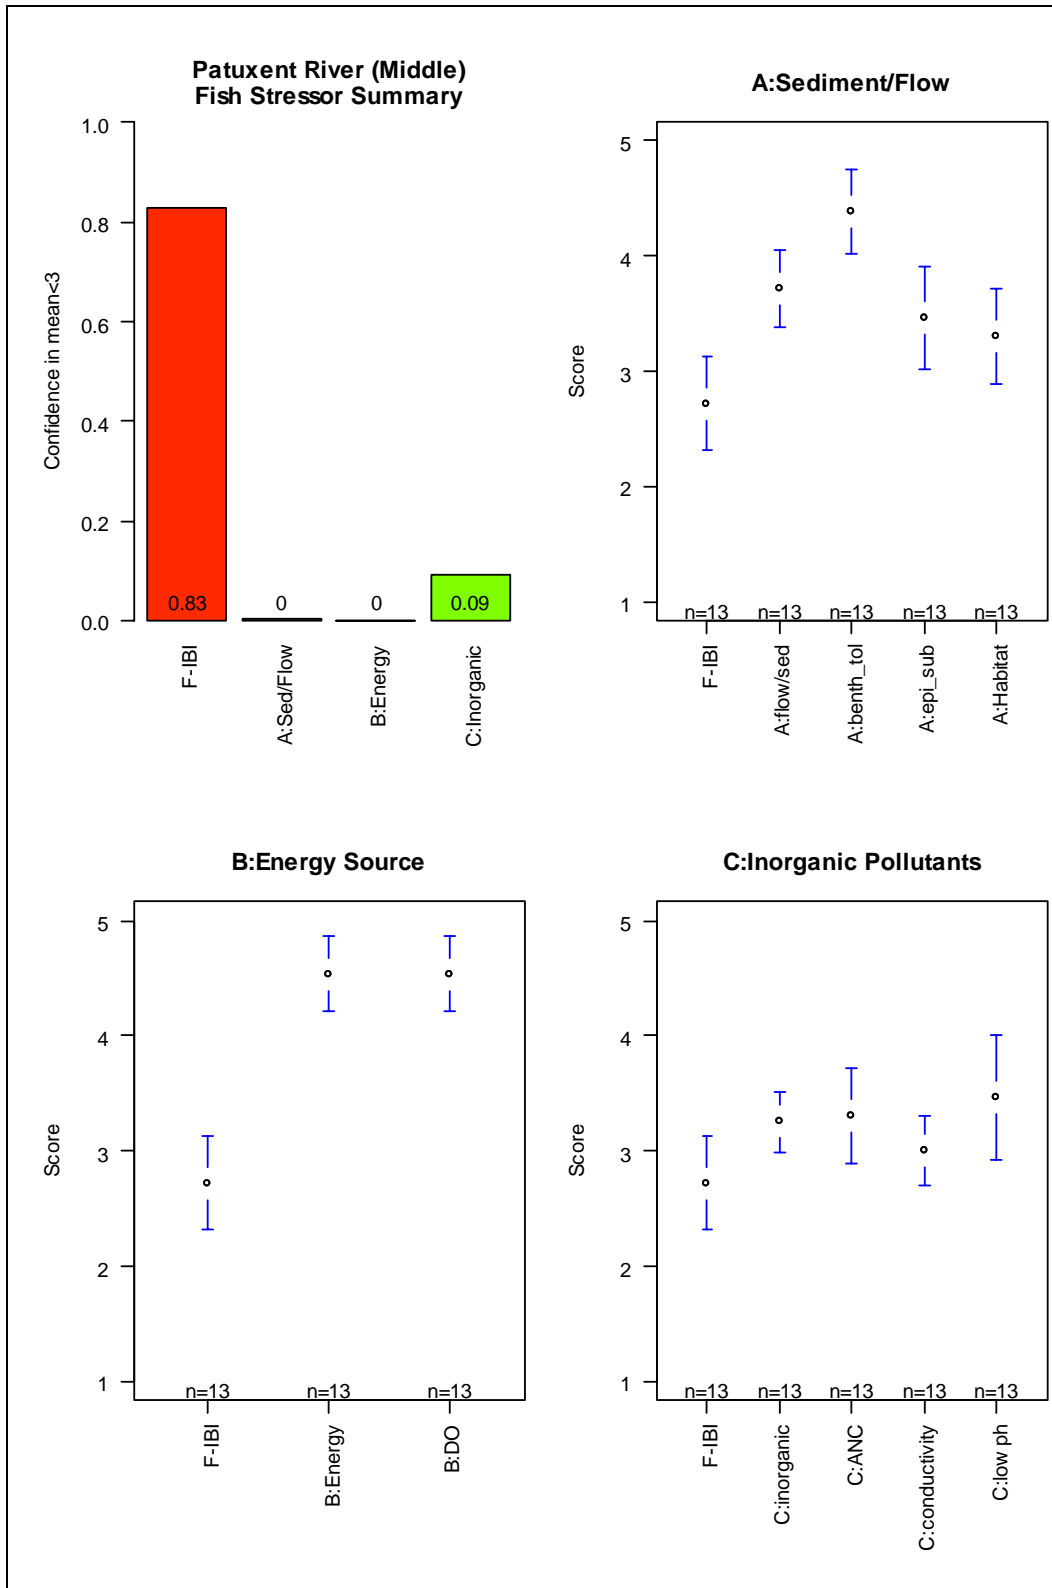 Patuxent River (Middle)
Fish Stressor Summary
Confidence in mean<3
1.0
0.8
0.6
0.4
0.2
0.0
0.83
0
0
0.09
F-IBI
A:Sed/Flow
B:Energy
C:Inorganic
A:Sediment/Flow
Score
5
4
3
2
1
n=13
n=13
n=13
n=13
n=13
F-IBI
A:flow/sed
A:benth_tol
A:epi_sub
A:Habitat
B:Energy Source
Score
5
4
3
2
1
n=13
n=13
n=13
F-IBI
B:Energy
B:DO
C:Inorganic Pollutants
Score
5
4
3
2
1
n=13
n=13
n=13
n=13
n=13
F-IBI
C:inorganic
C:ANC
C:conductivity
C:low ph